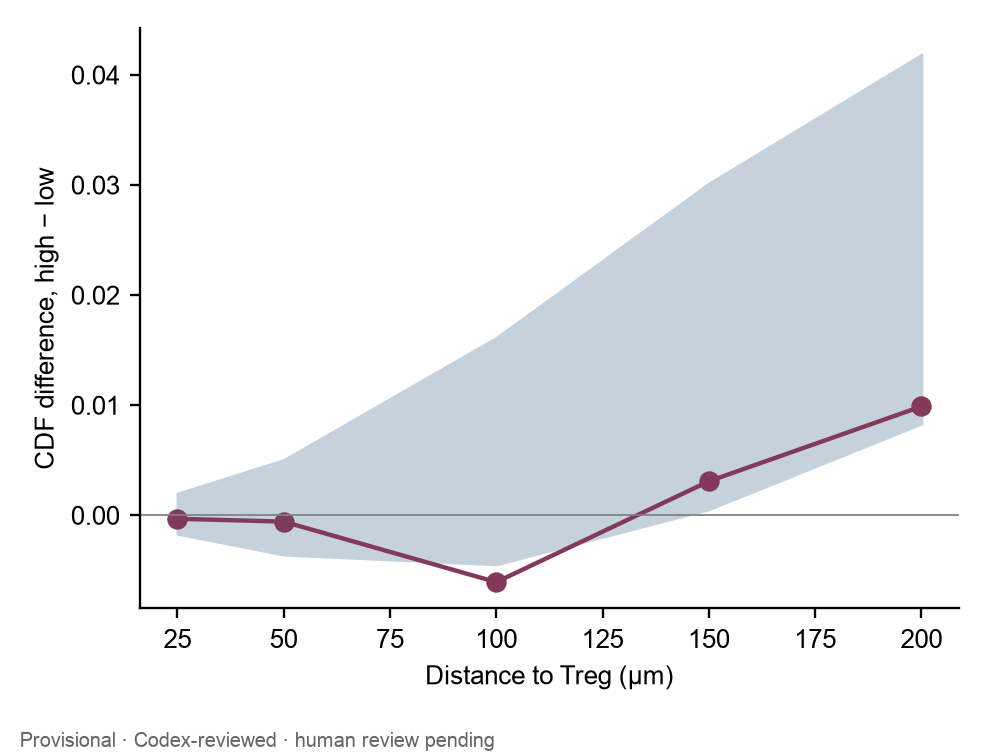 0.04
0.03
0.02
0.01
0.00
CDF difference, high − low
25 50 75 100 125 150 175 200
Distance to Treg (μm)
Provisional · Codex-reviewed · human review pending